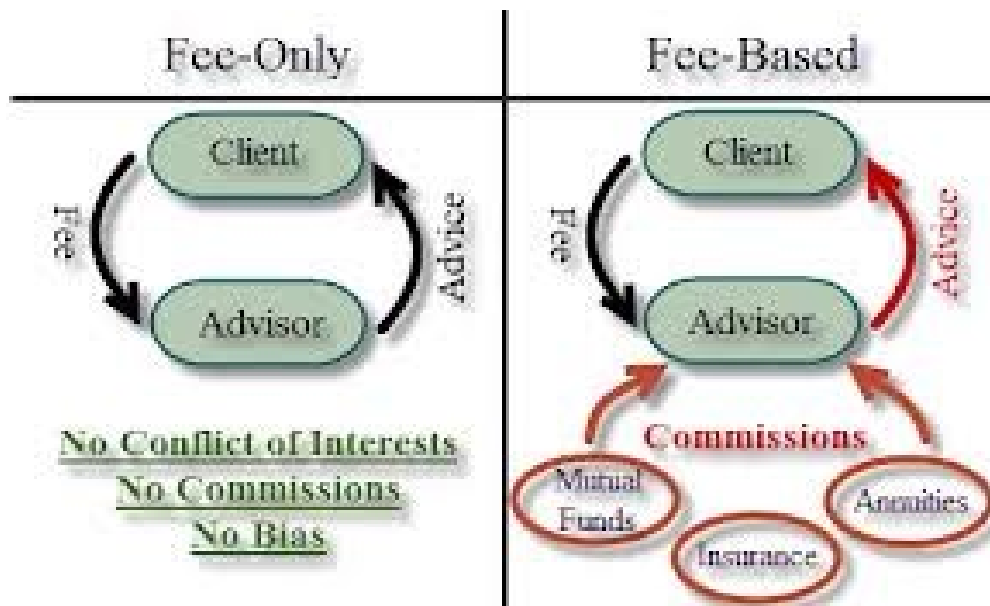 Fee-Only
Client
Fee
Advice
Advisor
No Conflict of Interests
No Commissions
No Bias
Fee-Based
Client
Fee
Advice
Advisor
Commissions
Mutual
Funds
Insurance
Annuities